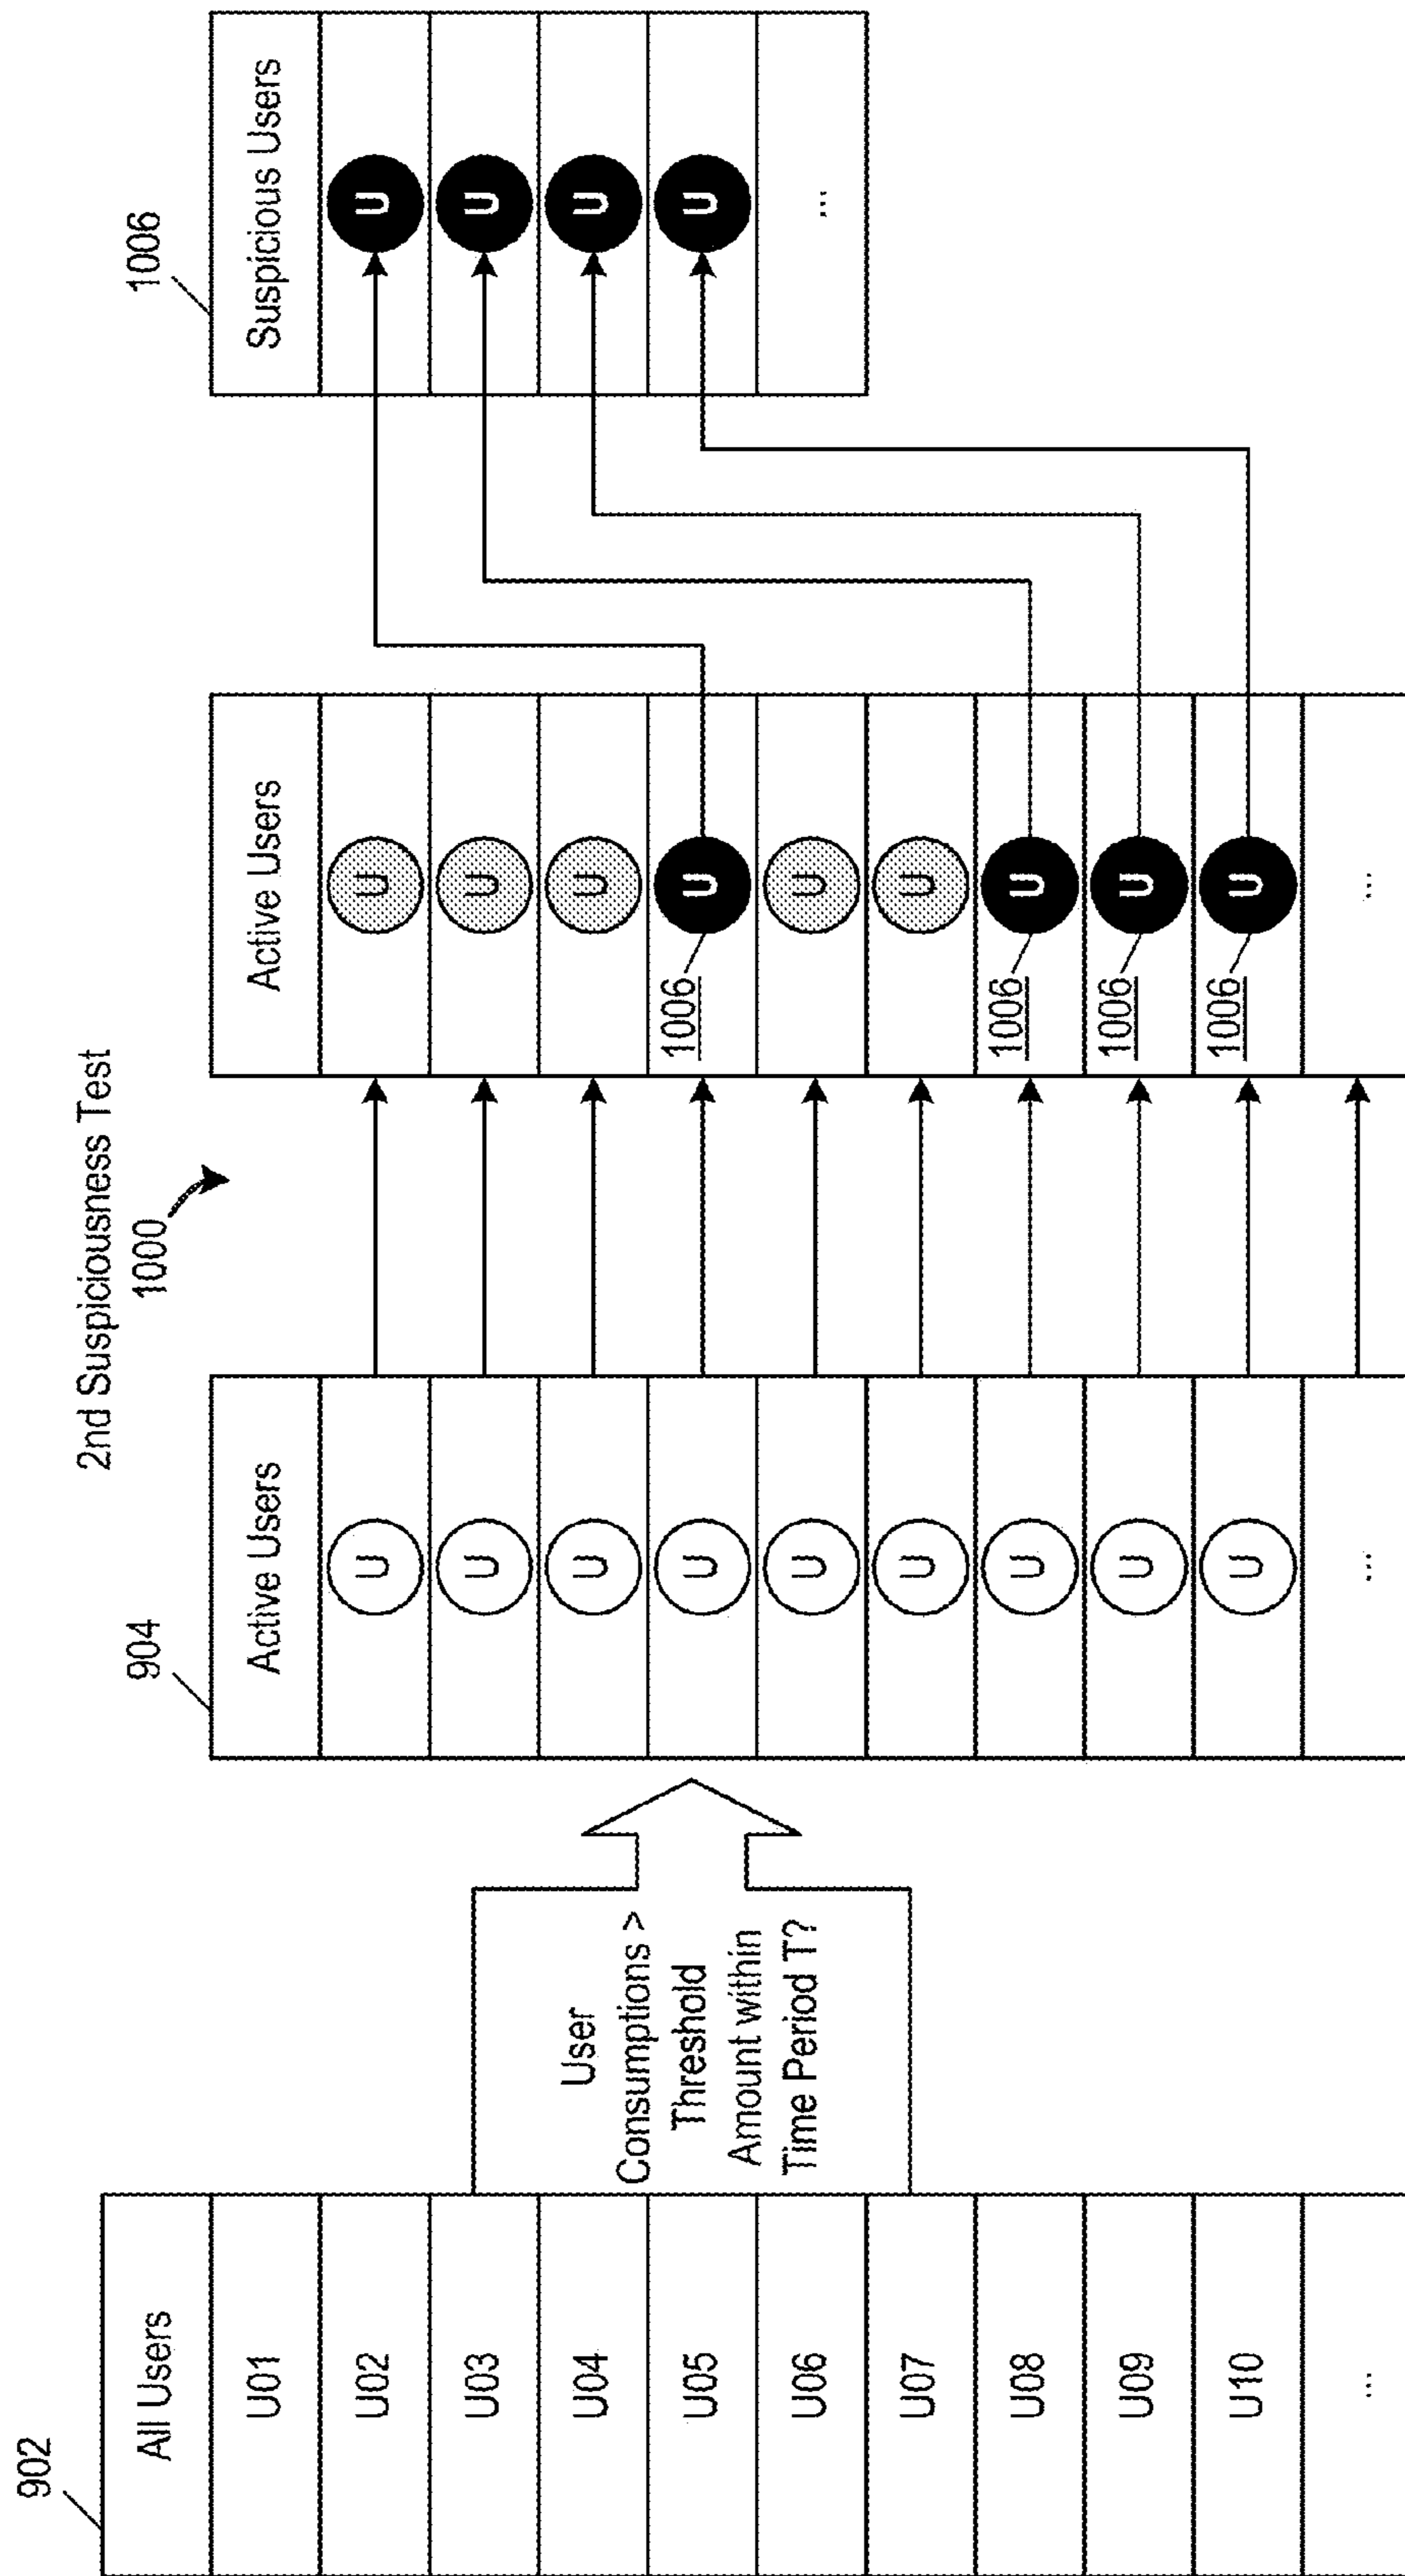 2nd Suspiciousness Test
1000
902
All Users
U01
U02
U03
U04
U05
U06
U07
U08
U09
U10
...
User
Consumptions >
Threshold
Amount within
Time Period T?
904
Active Users
U
U
U
U
U
U
U
U
U
...
Active Users
U
U
U
1006 U
U
U
1006 U
1006 U
1006 U
...
1006
Suspicious Users
U
U
U
U
...